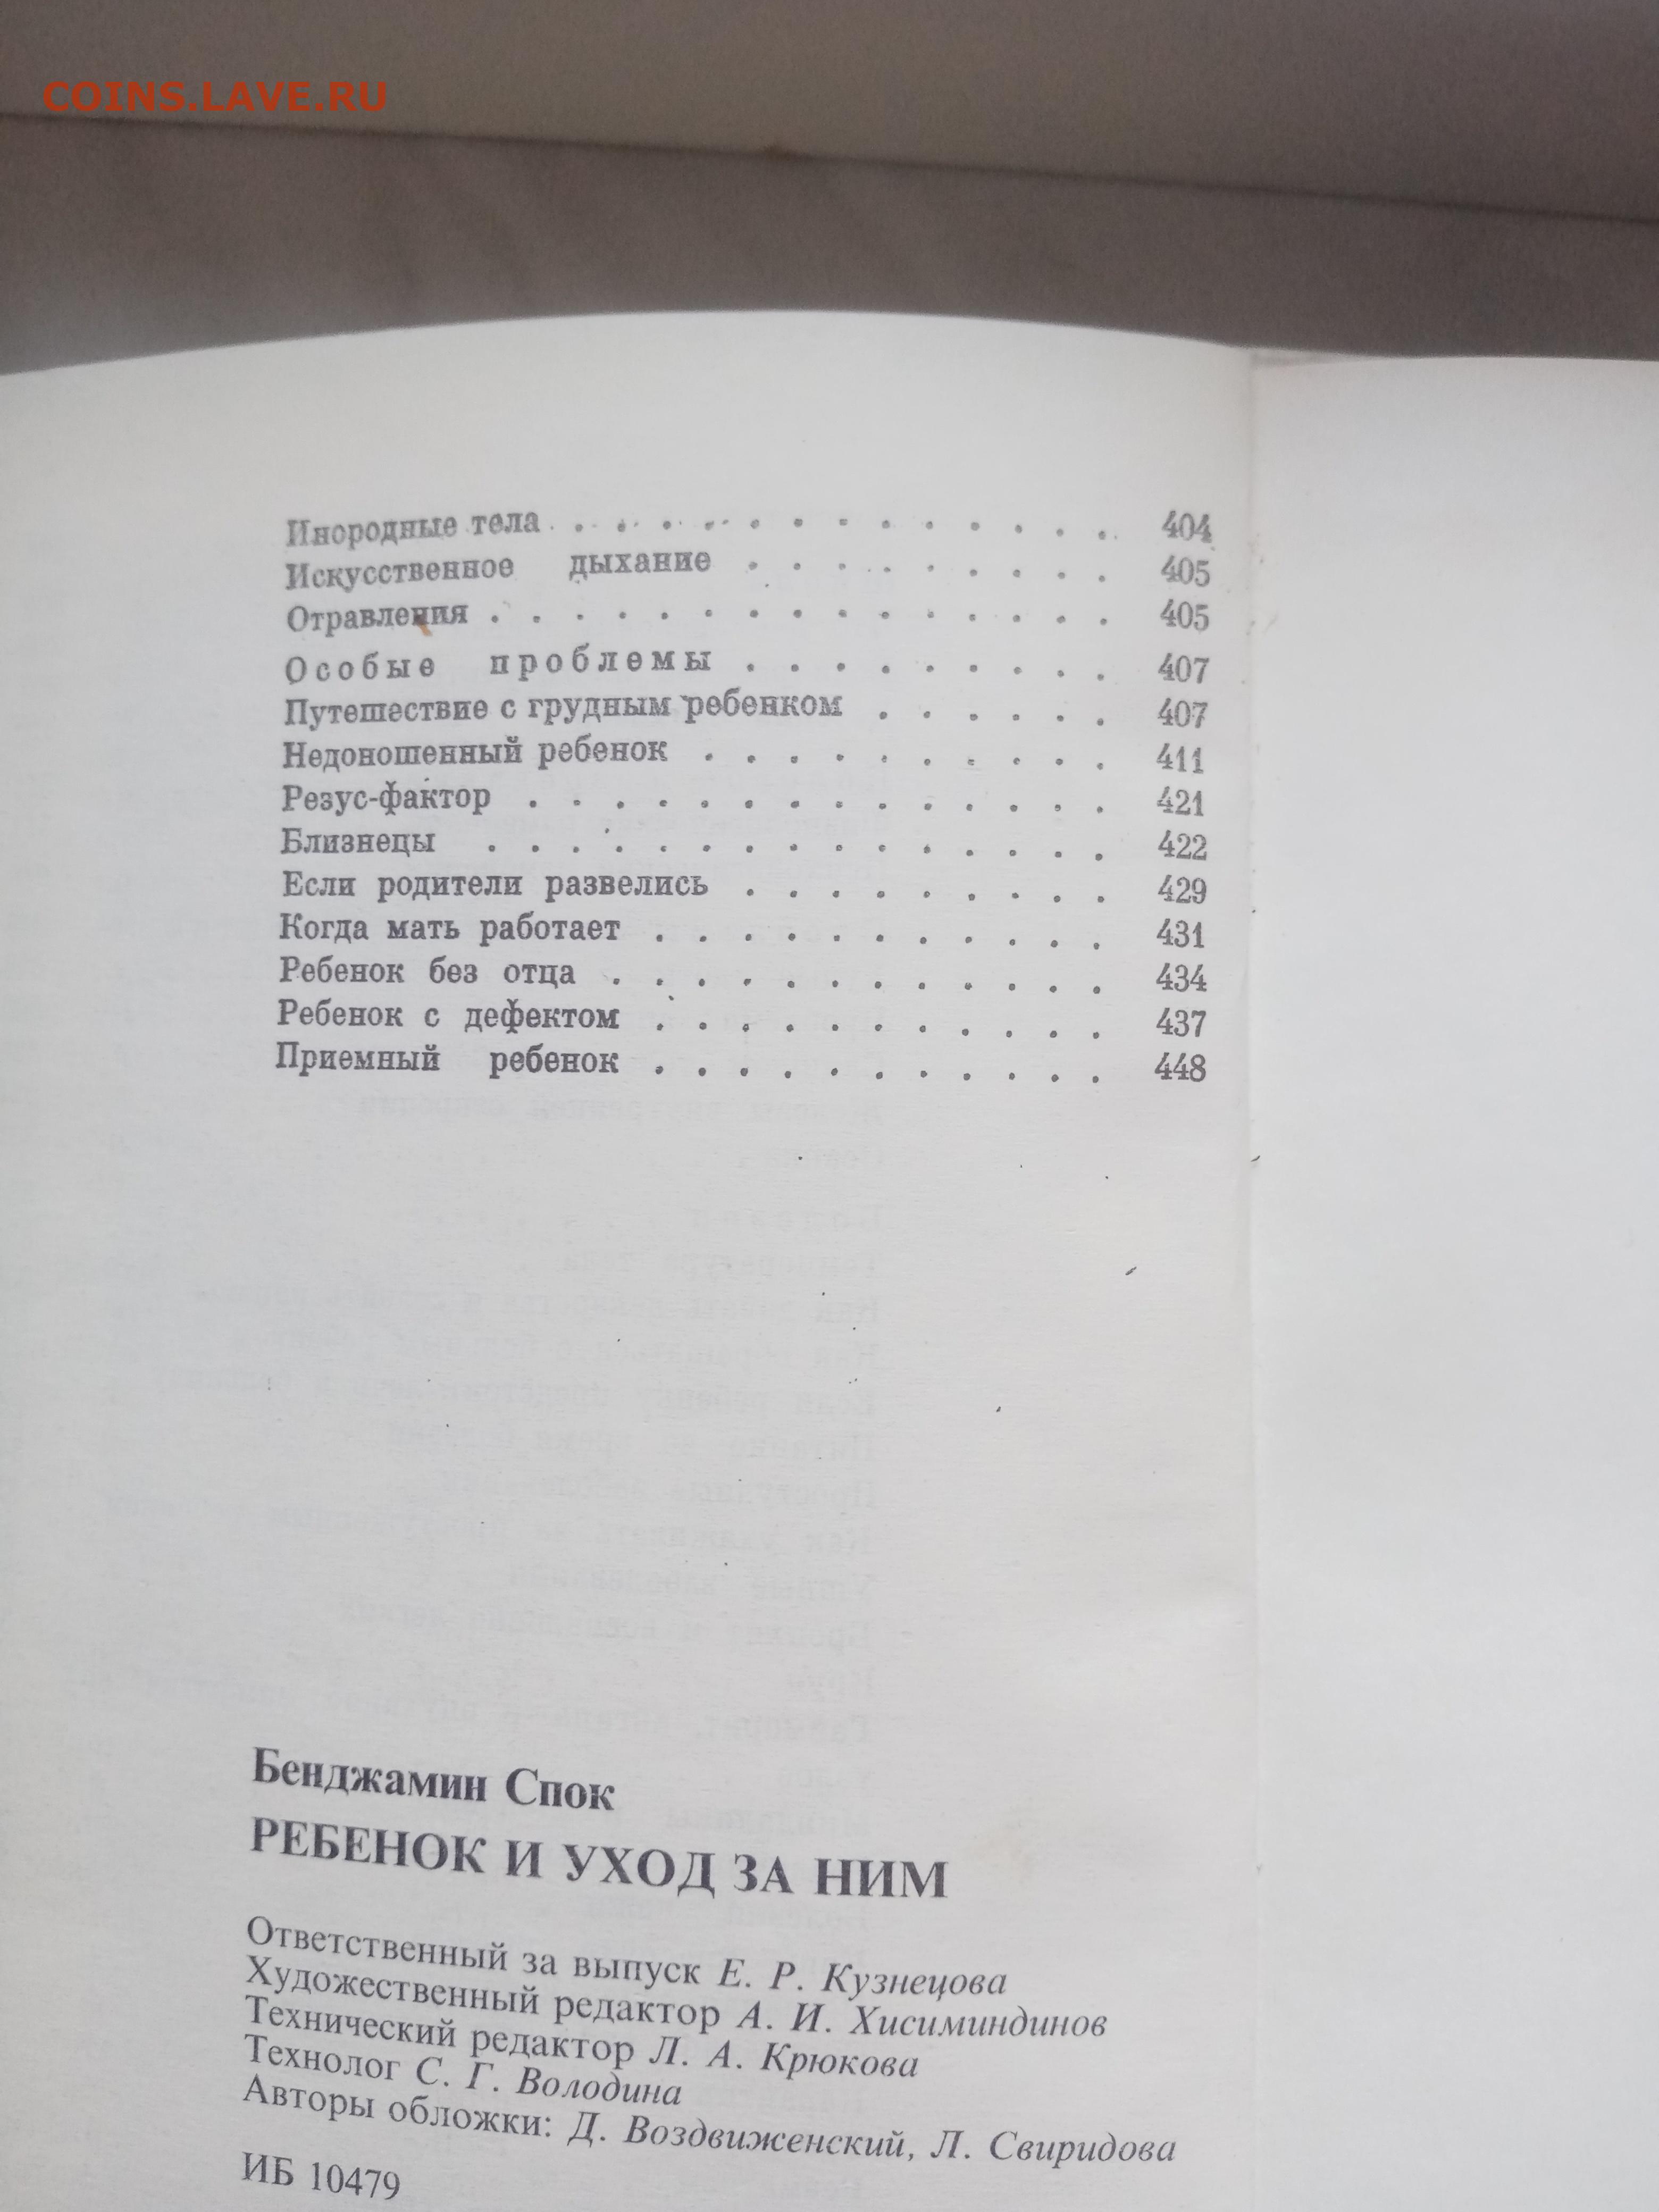 COINS.LAVE.RU
Инородные тела . . . . . . . . . . . . . 404
Искусственное дыхание . . . . . . . . . 405
Отравления . . . . . . . . . . . . . . . 405
Особые проблемы . . . . . . . . . 407
Путешествие с грудным ребенком . . . . . . 407
Недоношенный ребенок . . . . . . . . . . 411
Резус-фактор . . . . . . . . . . . . . . 421
Близнецы . . . . . . . . . . . . . . . 422
Если родители развелись . . . . . . . . . 429
Когда мать работает . . . . . . . . . . . 431
Ребенок без отца . . . . . . . . . . . . 434
Ребенок с дефектом . . . . . . . . . . . 437
Приемный ребенок . . . . . . . . . . . 448
Бенджамин Спок
РЕБЕНОК И УХОД ЗА НИМ
Ответственный за выпуск Е. Р. Кузнецова
Художественный редактор А. И. Хисиминдинов
Технический редактор Л. А. Крюкова
Технолог С. Г. Володина
Авторы обложки: Д. Воздвиженский, Л. Свиридова
ИБ 10479